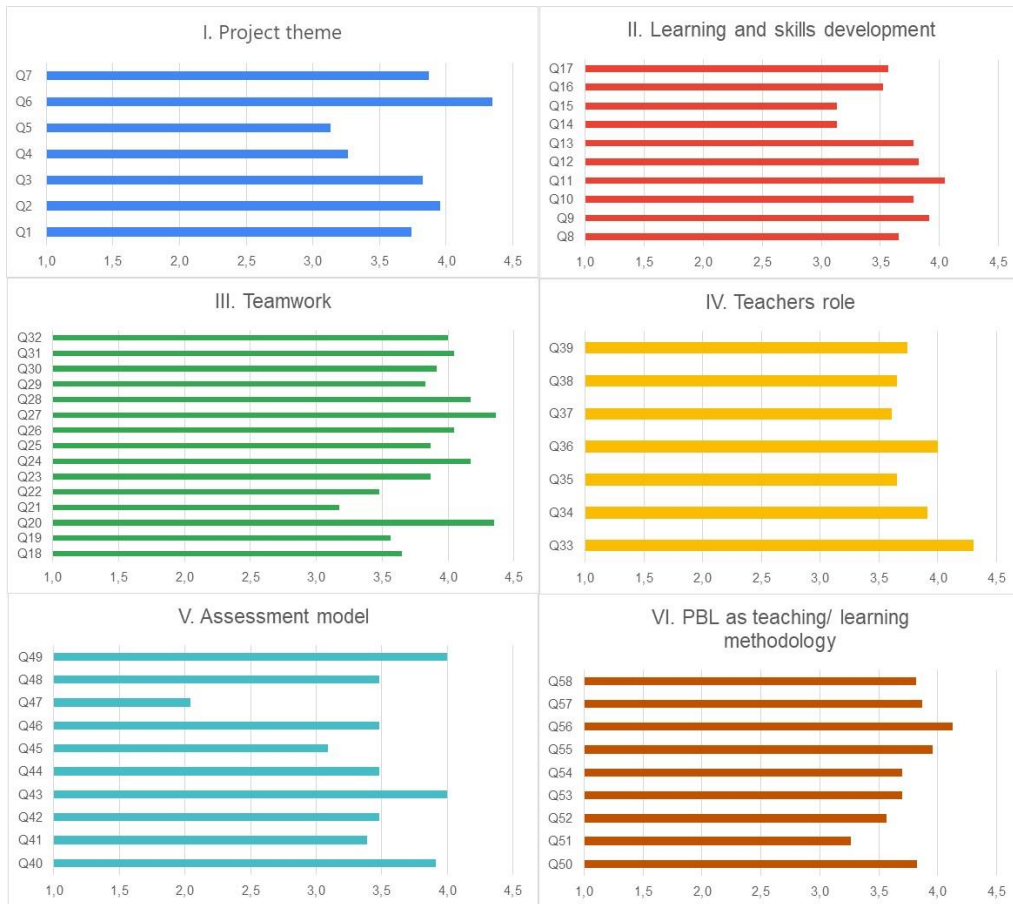 I. Project theme
Q7
Q6
Q5
Q4
Q3
Q2
Q1
1,0 1,5 2,0 2,5 3,0 3,5 4,0 4,5
II. Learning and skills development
Q17
Q16
Q15
Q14
Q13
Q12
Q11
Q10
Q9
Q8
1,0 1,5 2,0 2,5 3,0 3,5 4,0 4,5
III. Teamwork
Q32
Q31
Q30
Q29
Q28
Q27
Q26
Q25
Q24
Q23
Q22
Q21
Q20
Q19
Q18
1,0 1,5 2,0 2,5 3,0 3,5 4,0 4,5
IV. Teachers role
Q39
Q38
Q37
Q36
Q35
Q34
Q33
1,0 1,5 2,0 2,5 3,0 3,5 4,0 4,5
V. Assessment model
Q49
Q48
Q47
Q46
Q45
Q44
Q43
Q42
Q41
Q40
1,0 1,5 2,0 2,5 3,0 3,5 4,0 4,5
VI. PBL as teaching/ learning
methodology
Q58
Q57
Q56
Q55
Q54
Q53
Q52
Q51
Q50
1,0 1,5 2,0 2,5 3,0 3,5 4,0 4,5